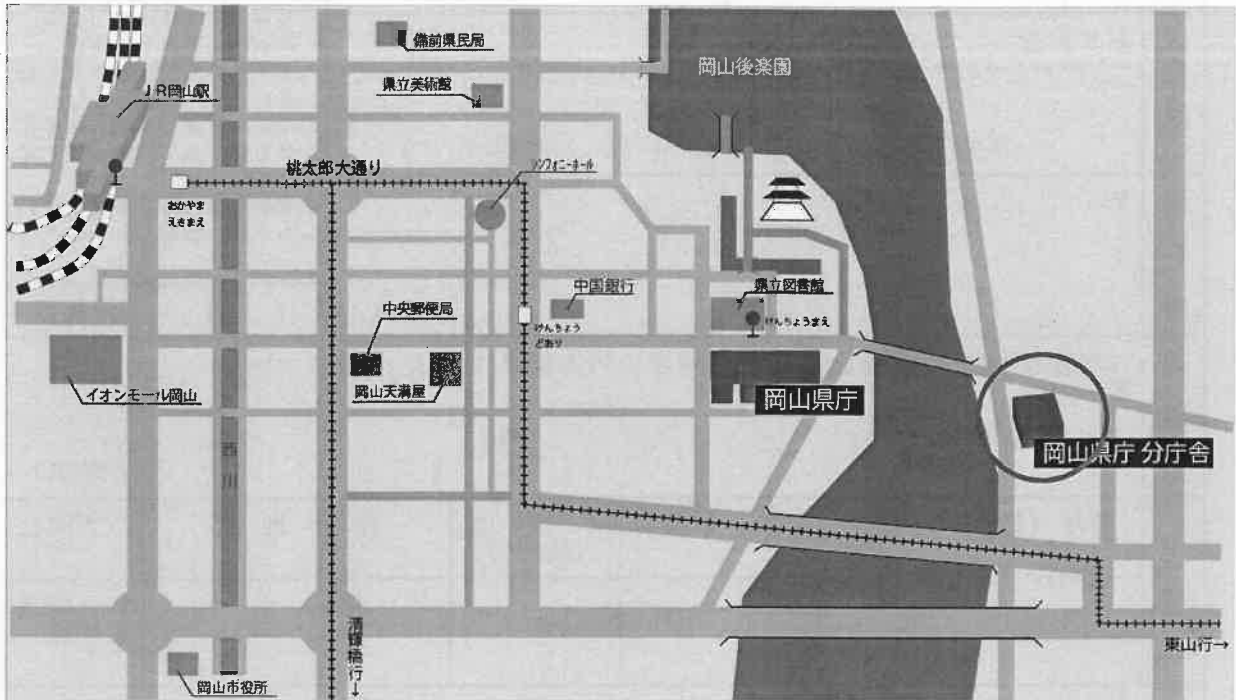 備前県民局
岡山後楽園
県立美術館
JR岡山駅
桃太郎大通り
シンフォニーホール
おかやま
えきまえ
中国銀行
県立図書館
中央郵便局
けんちょう
どおり
けんちょうまえ
イオンモール岡山
岡山天満屋
岡山県庁
岡山県庁 分庁舎
西川
清輝橋行→
東山行→
岡山市役所